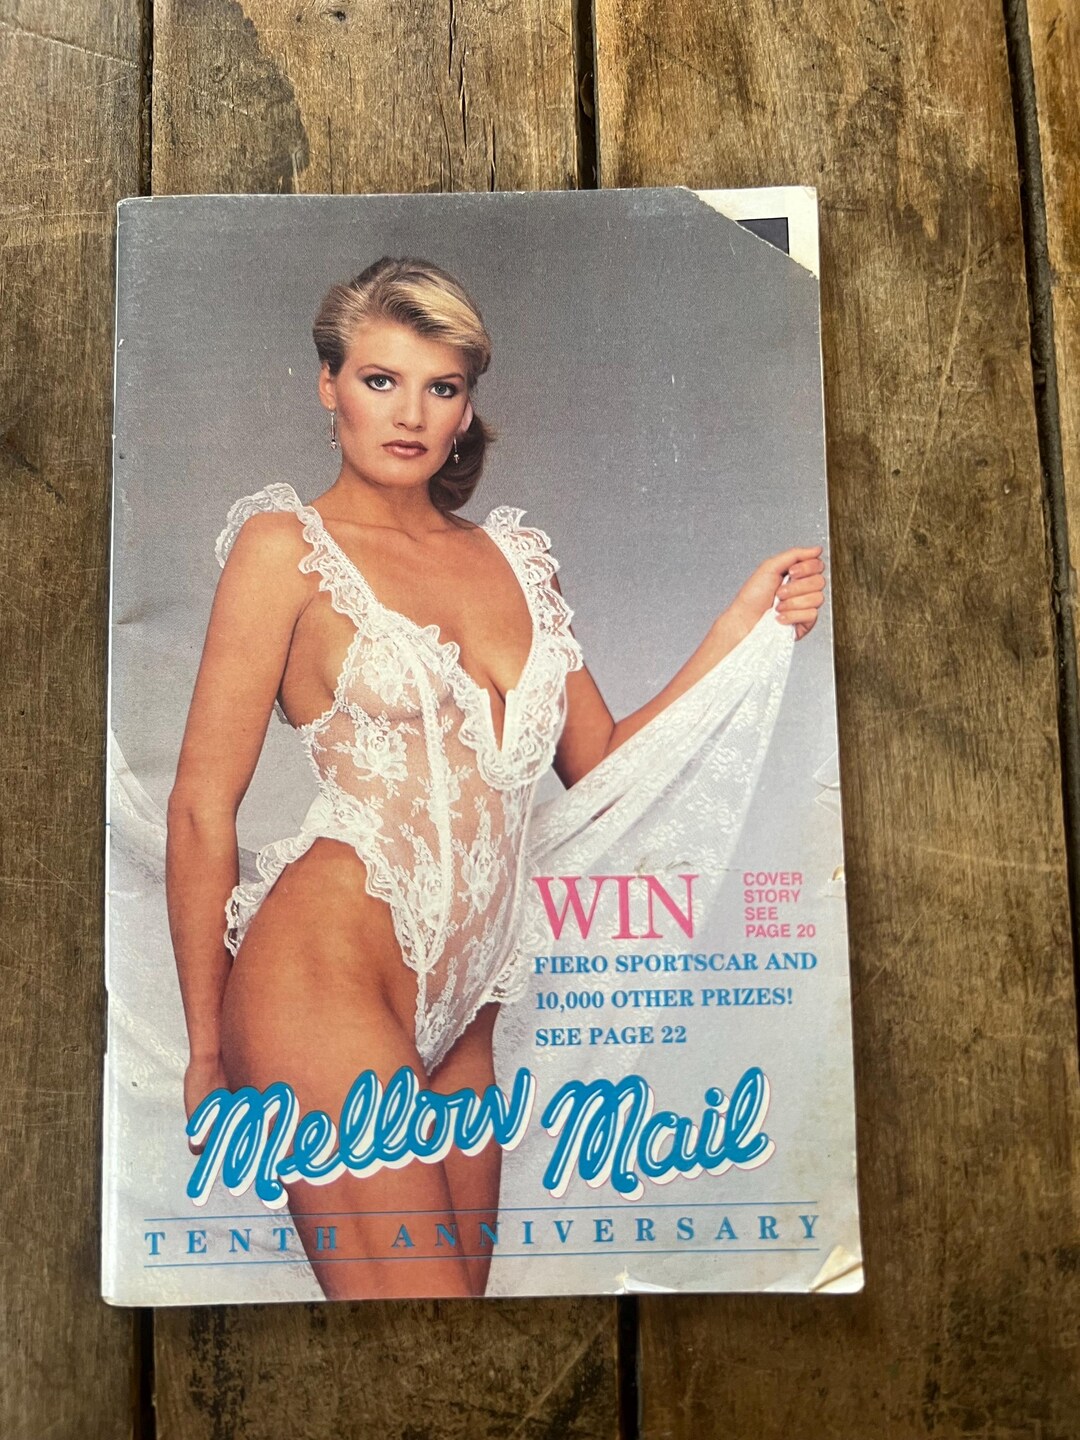 WIN
COVER
STORY
SEE
PAGE 20
FIERO SPORTSCAR AND
10,000 OTHER PRIZES!
SEE PAGE 22
Mellow Mail
TENTH ANNIVERSARY